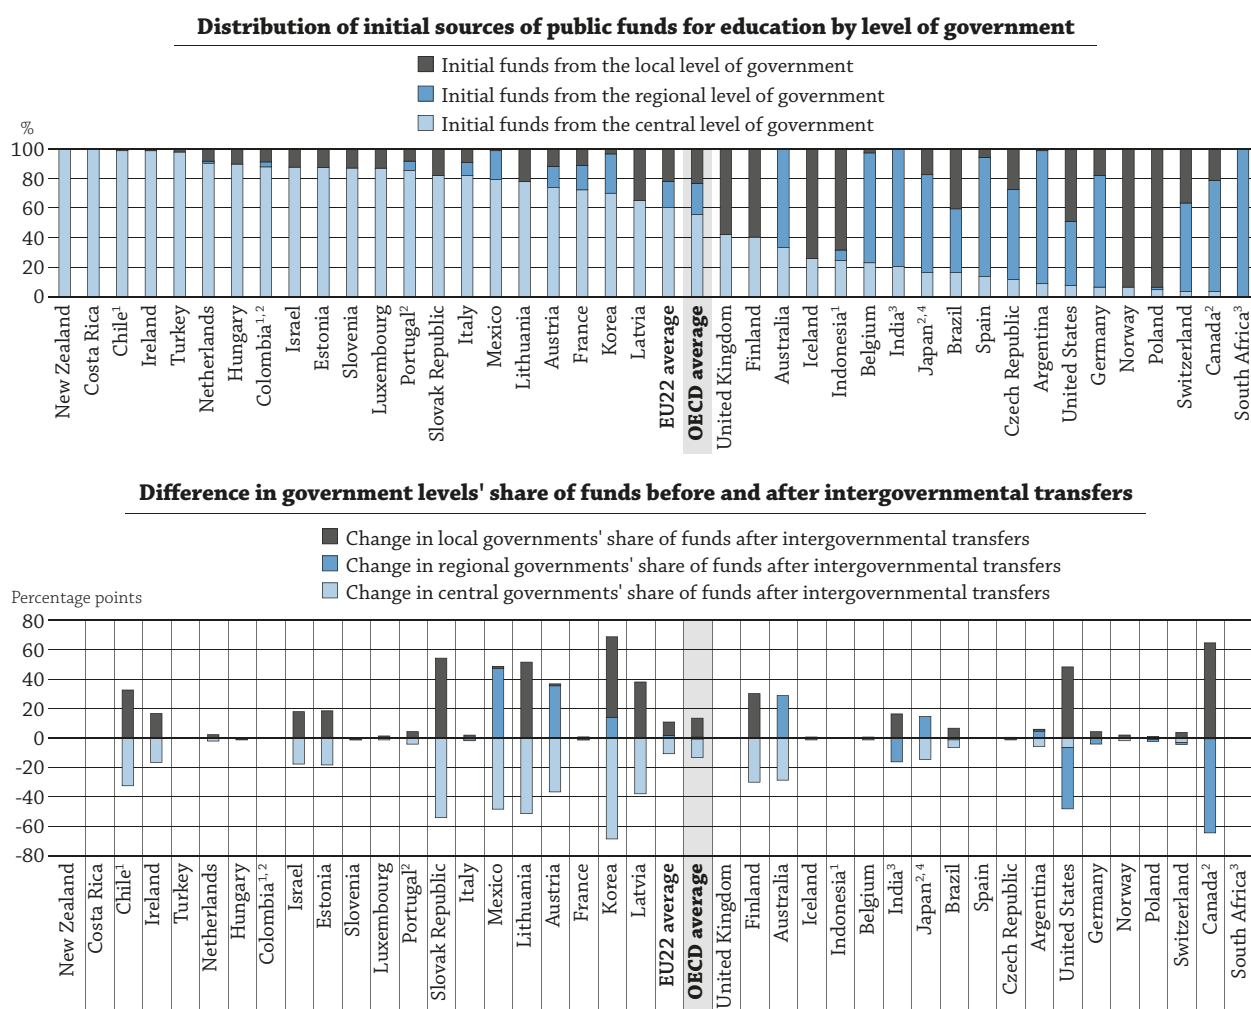 Distribution of initial sources of public funds for education by level of government
Initial funds from the local level of government
Initial funds from the regional level of government
Initial funds from the central level of government
%
100
80
60
40
20
0
New Zealand
Costa Rica
Chile¹
Ireland
Turkey
Netherlands
Hungary
Colombia¹,²
Israel
Estonia
Slovenia
Luxembourg
Portugal²
Slovak Republic
Italy
Mexico
Lithuania
Austria
France
Korea
Latvia
EU22 average
OECD average
United Kingdom
Finland
Australia
Iceland
Indonesia¹
Belgium
India³
Japan²,⁴
Brazil
Spain
Czech Republic
Argentina
United States
Germany
Norway
Poland
Switzerland
Canada²
South Africa³
Difference in government levels' share of funds before and after intergovernmental transfers
Change in local governments' share of funds after intergovernmental transfers
Change in regional governments' share of funds after intergovernmental transfers
Change in central governments' share of funds after intergovernmental transfers
Percentage points
80
60
40
20
0
-20
-40
-60
-80
New Zealand
Costa Rica
Chile¹
Ireland
Turkey
Netherlands
Hungary
Colombia¹,²
Israel
Estonia
Slovenia
Luxembourg
Portugal²
Slovak Republic
Italy
Mexico
Lithuania
Austria
France
Korea
Latvia
EU22 average
OECD average
United Kingdom
Finland
Australia
Iceland
Indonesia¹
Belgium
India³
Japan²,⁴
Brazil
Spain
Czech Republic
Argentina
United States
Germany
Norway
Poland
Switzerland
Canada²
South Africa³